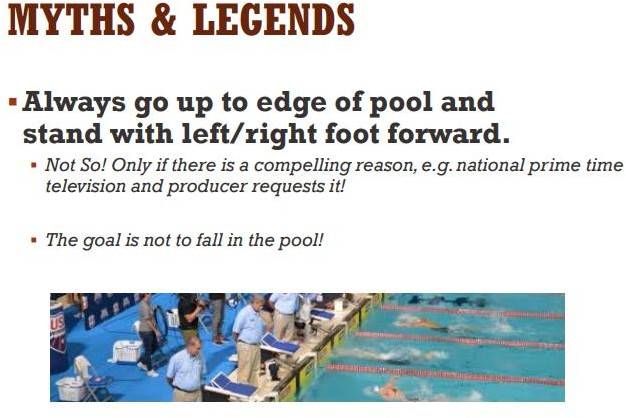 MYTHS & LEGENDS
▪ Always go up to edge of pool and
stand with left/right foot forward.
▪ Not So! Only if there is a compelling reason, e.g. national prime time
television and producer requests it!
▪ The goal is not to fall in the pool!
US